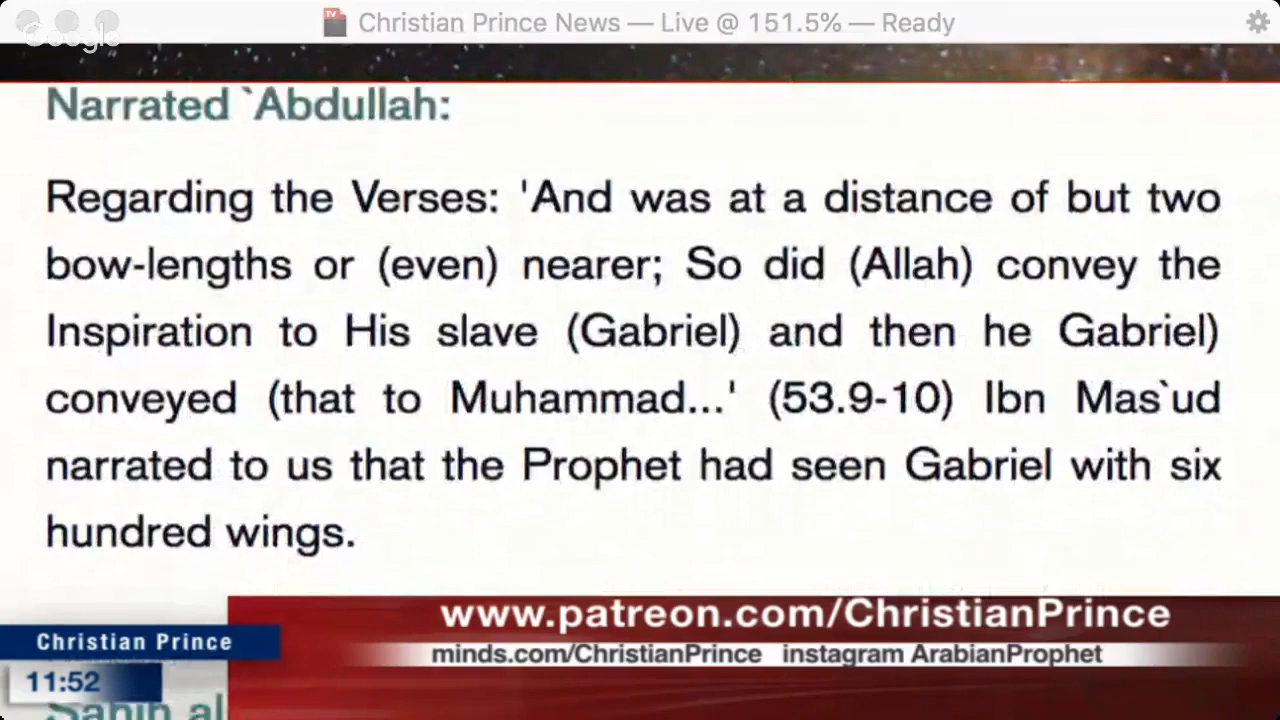 Christian Prince News — Live @ 151.5% — Ready
Google
Narrated `Abdullah:
Regarding the Verses: 'And was at a distance of but two
bow-lengths or (even) nearer; So did (Allah) convey the
Inspiration to His slave (Gabriel) and then he Gabriel)
conveyed (that to Muhammad...' (53.9-10) Ibn Mas`ud
narrated to us that the Prophet had seen Gabriel with six
hundred wings.
www.patreon.com/ChristianPrince
Christian Prince
minds.com/ChristianPrince instagram ArabianProphet
11:52